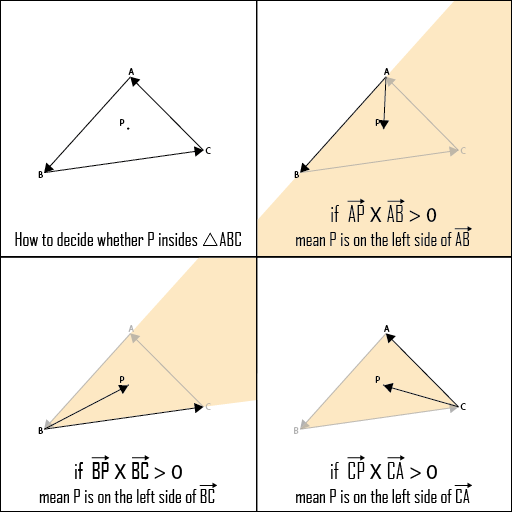 A
P
B
C
How to decide whether P insides △ABC
A
P
B
C
if AP X AB > 0
mean P is on the left side of AB
A
P
B
C
if BP X BC > 0
mean P is on the left side of BC
A
P
B
C
if CP X CA > 0
mean P is on the left side of CA